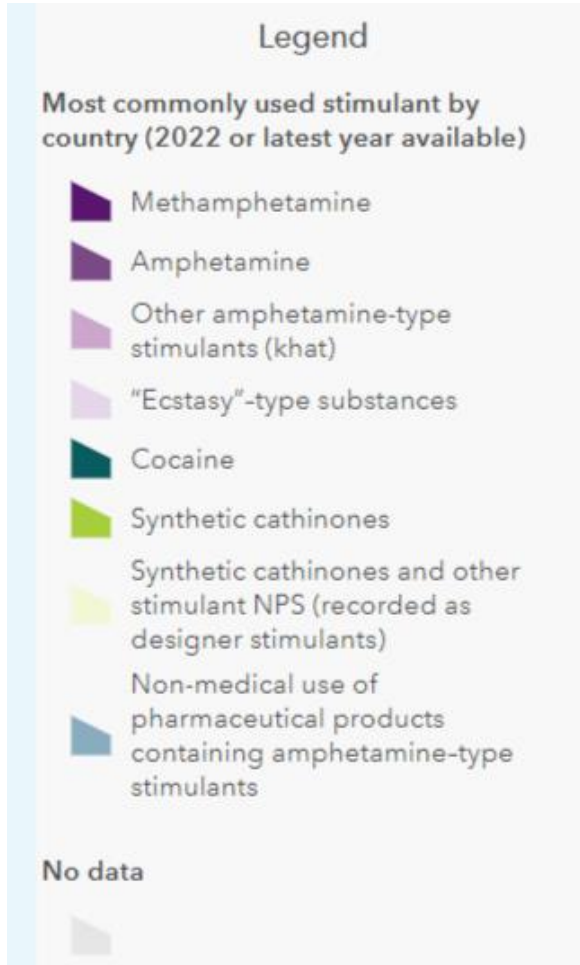 Legend
Most commonly used stimulant by
country (2022 or latest year available)
Methamphetamine
Amphetamine
Other amphetamine-type
stimulants (khat)
“Ecstasy”-type substances
Cocaine
Synthetic cathinones
Synthetic cathinones and other
stimulant NPS (recorded as
designer stimulants)
Non-medical use of
pharmaceutical products
containing amphetamine-type
stimulants
No data